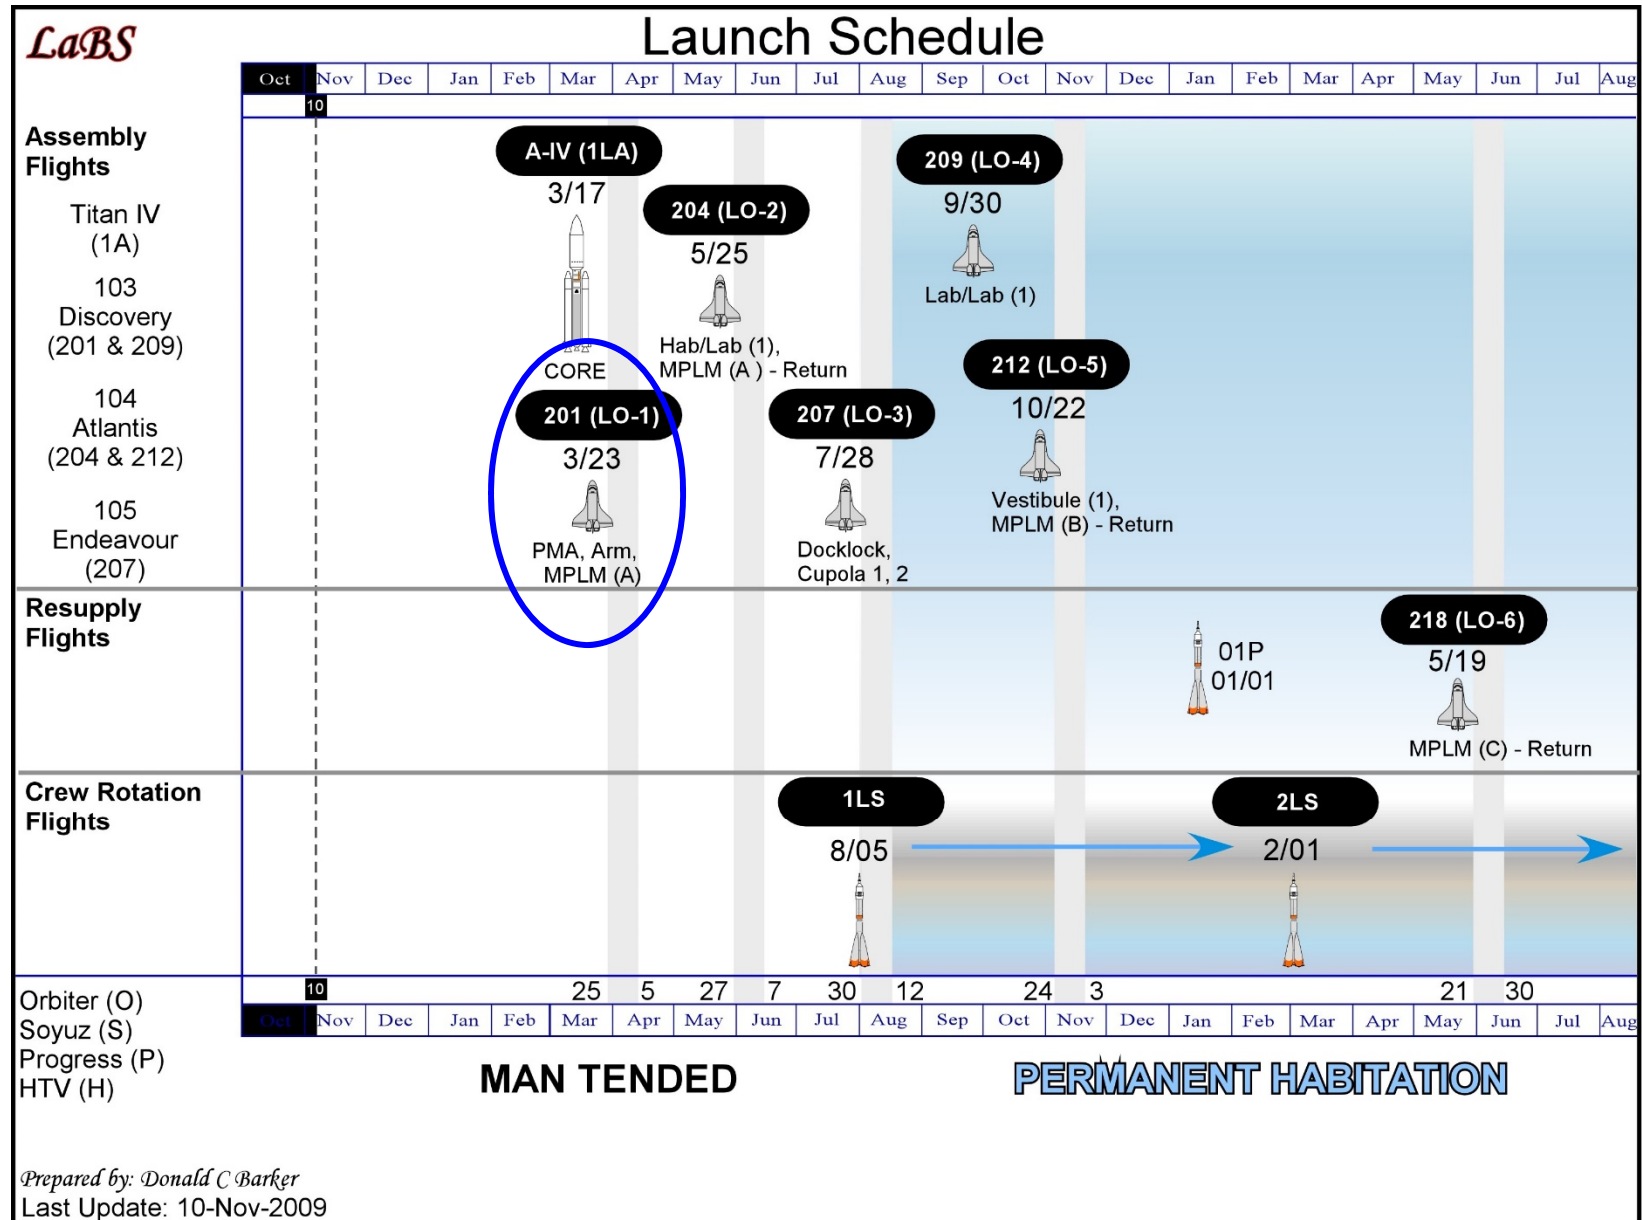 LaBS
Launch Schedule
Oct Nov Dec Jan Feb Mar Apr May Jun Jul Aug Sep Oct Nov Dec Jan Feb Mar Apr May Jun Jul Aug
10
Assembly
Flights
Titan IV
(1A)
103
Discovery
(201 & 209)
104
Atlantis
(204 & 212)
105
Endeavour
(207)
A-IV (1LA)
3/17
CORE
201 (LO-1)
3/23
PMA, Arm,
MPLM (A)
204 (LO-2)
5/25
Hab/Lab (1),
MPLM (A ) - Return
207 (LO-3)
7/28
Docklock,
Cupola 1, 2
209 (LO-4)
9/30
Lab/Lab (1)
212 (LO-5)
10/22
Vestibule (1),
MPLM (B) - Return
Resupply
Flights
01P
01/01
218 (LO-6)
5/19
MPLM (C) - Return
Crew Rotation
Flights
1LS
8/05
2LS
2/01
Orbiter (O)
Soyuz (S)
Progress (P)
HTV (H)
10 25 5 27 7 30 12 24 3 21 30
Oct Nov Dec Jan Feb Mar Apr May Jun Jul Aug Sep Oct Nov Dec Jan Feb Mar Apr May Jun Jul Aug
MAN TENDED
PERMANENT HABITATION
Prepared by: Donald C Barker
Last Update: 10-Nov-2009